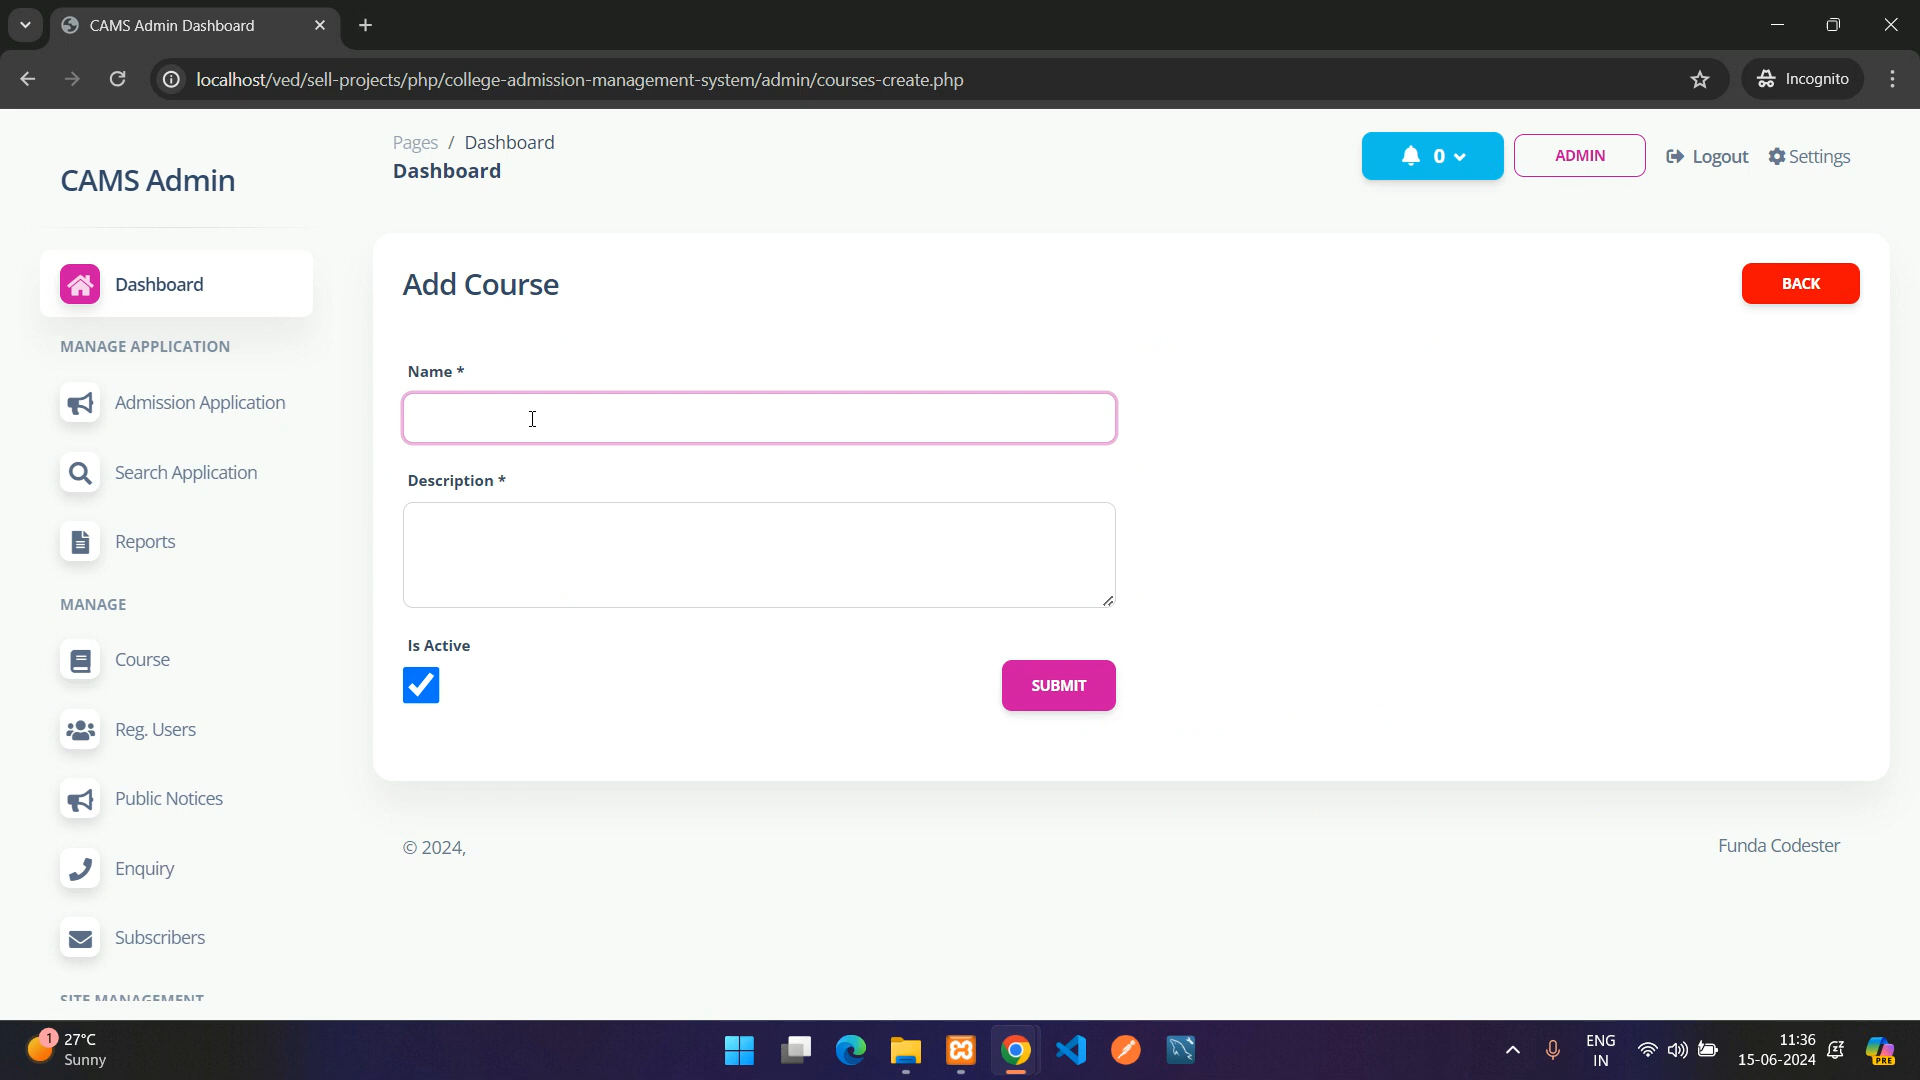 CAMS Admin Dashboard
localhost/ved/sell-projects/php/college-admission-management-system/admin/courses-create.php
Incognito
CAMS Admin
Pages / Dashboard
Dashboard
0
ADMIN
Logout
Settings
Dashboard
MANAGE APPLICATION
Admission Application
Search Application
Reports
MANAGE
Course
Reg. Users
Public Notices
Enquiry
Subscribers
SITE MANAGEMENT
Add Course
BACK
Name *
Description *
Is Active
SUBMIT
© 2024,
Funda Codester
1
27°C
Sunny
ENG
IN
11:36
15-06-2024
PRE